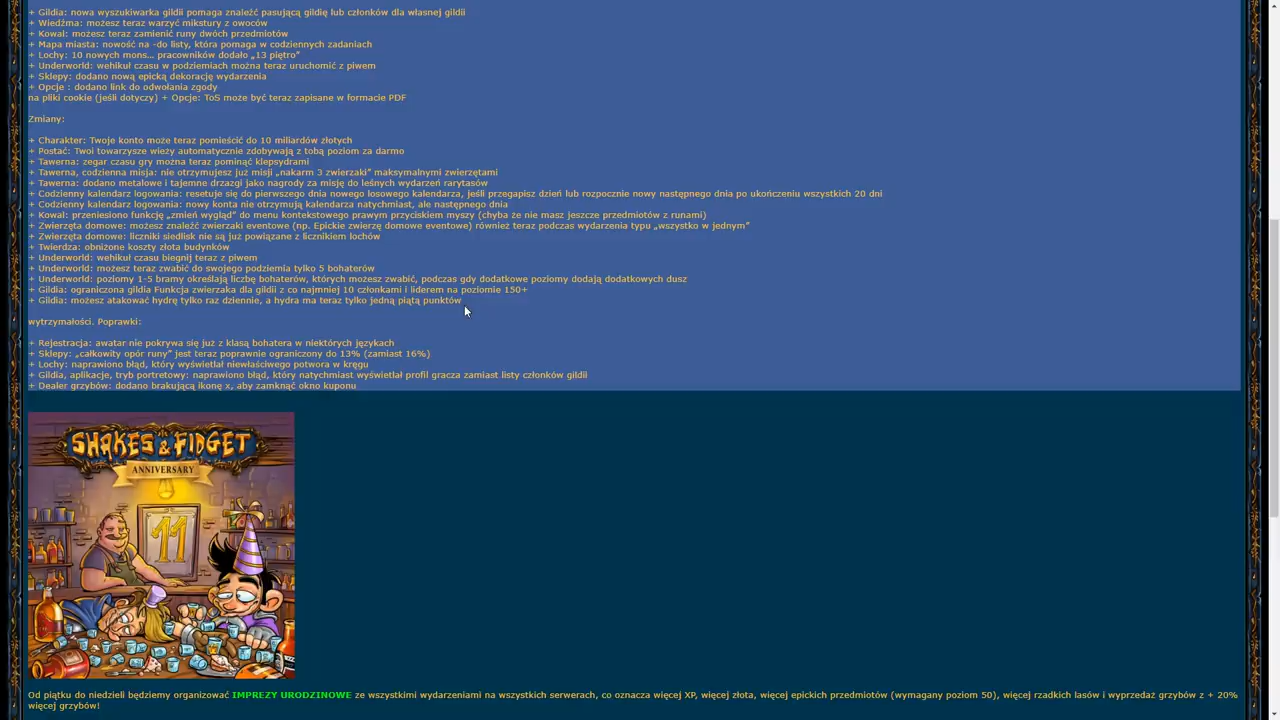 + Gildia: nowa wyszukiwarka gildii pomaga znaleźć pasującą gildię lub członków dla własnej gildii
+ Wiedźma: możesz teraz warzyć mikstury z owoców
+ Kowal: możesz teraz zamienić runy dwóch przedmiotów
+ Mapa miasta: nowość na -do listy, która pomaga w codziennych zadaniach
+ Lochy: 10 nowych mons... pracowników dodało „13 piętro”
+ Underworld: wehikuł czasu w podziemiach można teraz uruchomić z piwem
+ Sklepy: dodano nową epicką dekorację wydarzenia
+ Opcje : dodano link do odwołania zgody
na pliki cookie (jeśli dotyczy) + Opcje: ToS może być teraz zapisane w formacie PDF
Zmiany:
+ Charakter: Twoje konto może teraz pomieścić do 10 miliardów złotych
+ Postać: Twoi towarzysze wieży automatycznie zdobywają z tobą poziom za darmo
+ Tawerna: zegar czasu gry można teraz pominąć klepsydrami
+ Tawerna, codzienna misja: nie otrzymujesz już misji „nakarm 3 zwierzaki” maksymalnymi zwierzętami
+ Tawerna: dodano metalowe i tajemne drzazgi jako nagrody za misję do leśnych wydarzeń rarytasów
+ Codzienny kalendarz logowania: resetuje się do pierwszego dnia nowego losowego kalendarza, jeśli przegapisz dzień lub rozpocznie nowy następnego dnia po ukończeniu wszystkich 20 dni
+ Codzienny kalendarz logowania: nowy konta nie otrzymują kalendarza natychmiast, ale następnego dnia
+ Kowal: przeniesiono funkcję „zmień wygląd” do menu kontekstowego prawym przyciskiem myszy (chyba że nie masz jeszcze przedmiotów z runami)
+ Zwierzęta domowe: możesz znaleźć zwierzaki eventowe (np. Epickie zwierzę domowe eventowe) również teraz podczas wydarzenia typu „wszystko w jednym”
+ Zwierzęta domowe: liczniki siedlisk nie są już powiązane z licznikiem lochów
+ Twierdza: obniżone koszty złota budynków
+ Underworld: wehikuł czasu biegnij teraz z piwem
+ Underworld: możesz teraz zwabić do swojego podziemia tylko 5 bohaterów
+ Underworld: poziomy 1-5 bramy określają liczbę bohaterów, których możesz zwabić, podczas gdy dodatkowe poziomy dodają dodatkowych dusz
+ Gildia: ograniczona gildia Funkcja zwierzaka dla gildii z co najmniej 10 członkami i liderem na poziomie 150+
+ Gildia: możesz atakować hydrę tylko raz dziennie, a hydra ma teraz tylko jedną piątą punktów
wytrzymałości. Poprawki:
+ Rejestracja: awatar nie pokrywa się już z klasą bohatera w niektórych językach
+ Sklepy: „całkowity opór runy” jest teraz poprawnie ograniczony do 13% (zamiast 16%)
+ Lochy: naprawiono błąd, który wyświetlał niewłaściwego potwora w kręgu
+ Gildia, aplikacje, tryb portretowy: naprawiono błąd, który natychmiast wyświetlał profil gracza zamiast listy członków gildii
+ Dealer grzybów: dodano brakującą ikonę x, aby zamknąć okno kuponu
SHAKES & FIDGET
ANNIVERSARY
11
Od piątku do niedzieli będziemy organizować IMPREZY URODZINOWE ze wszystkimi wydarzeniami na wszystkich serwerach, co oznacza więcej XP, więcej złota, więcej epickich przedmiotów (wymagany poziom 50), więcej rzadkich lasów i wyprzedaż grzybów z + 20%
więcej grzybów!